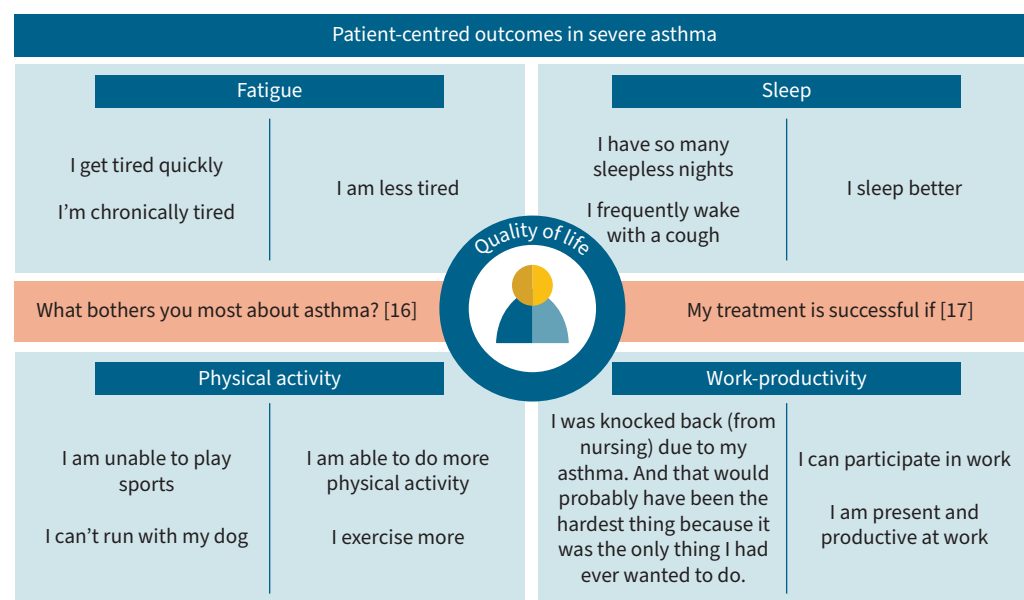 Patient-centred outcomes in severe asthma
Fatigue
I get tired quickly
I'm chronically tired
I am less tired
Sleep
I have so many
sleepless nights
I frequently wake
with a cough
I sleep better
Quality of life
What bothers you most about asthma? [16]
My treatment is successful if [17]
Physical activity
I am unable to play
sports
I can't run with my dog
I am able to do more
physical activity
I exercise more
Work-productivity
I was knocked back (from
nursing) due to my
asthma. And that would
probably have been the
hardest thing because it
was the only thing I had
ever wanted to do.
I can participate in work
I am present and
productive at work